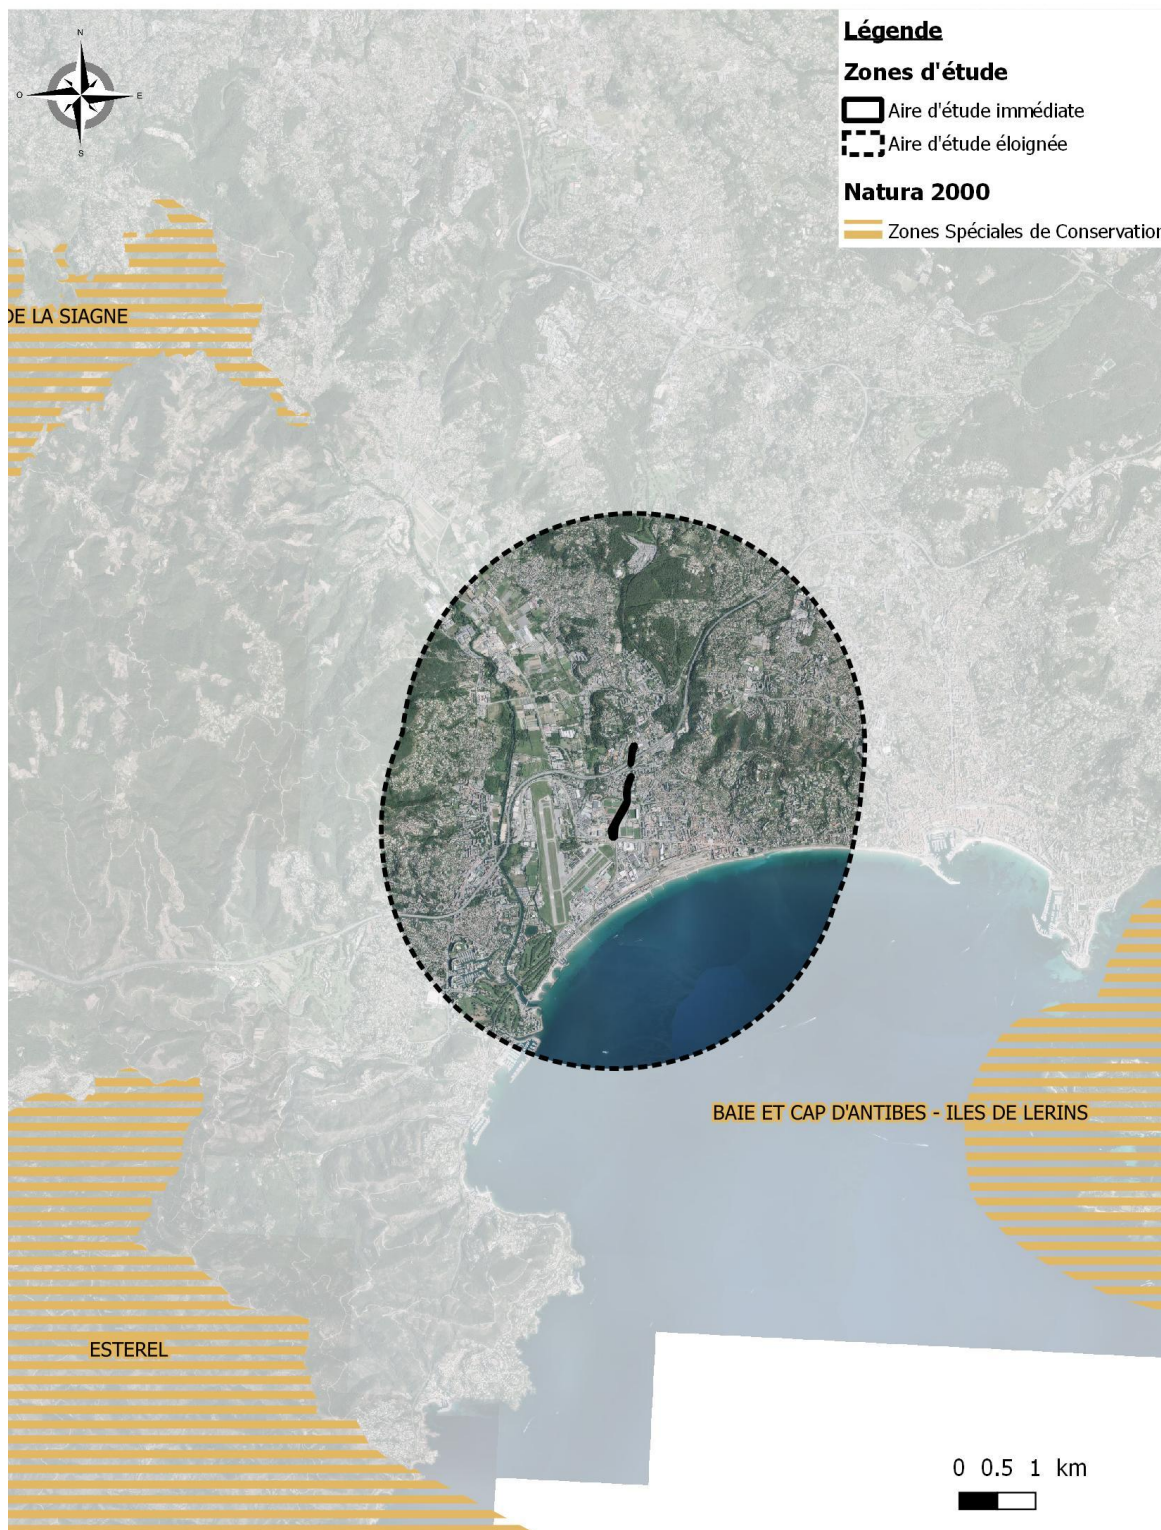 N
O
E
S
Légende
Zones d'étude
Aire d'étude immédiate
Aire d'étude éloignée
Natura 2000
Zones Spéciales de Conservation
DE LA SIAGNE
BAIE ET CAP D'ANTIBES - ILES DE LERINS
ESTEREL
0 0.5 1 km